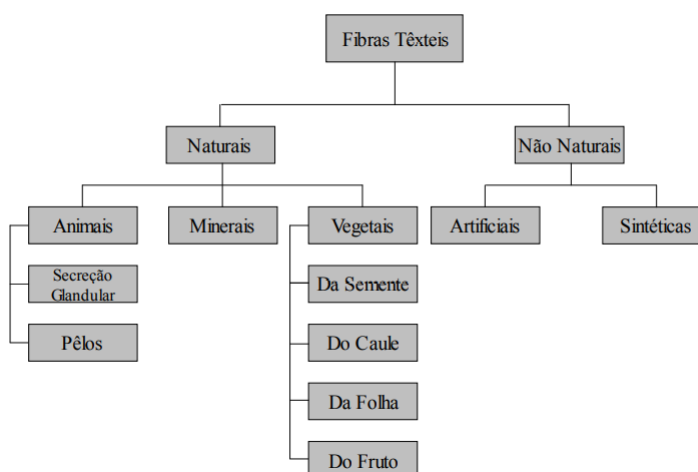 Fibras Têxteis
Naturais
Não Naturais
Animais
Minerais
Vegetais
Artificiais
Sintéticas
Secreção
Glandular
Da Semente
Pêlos
Do Caule
Da Folha
Do Fruto